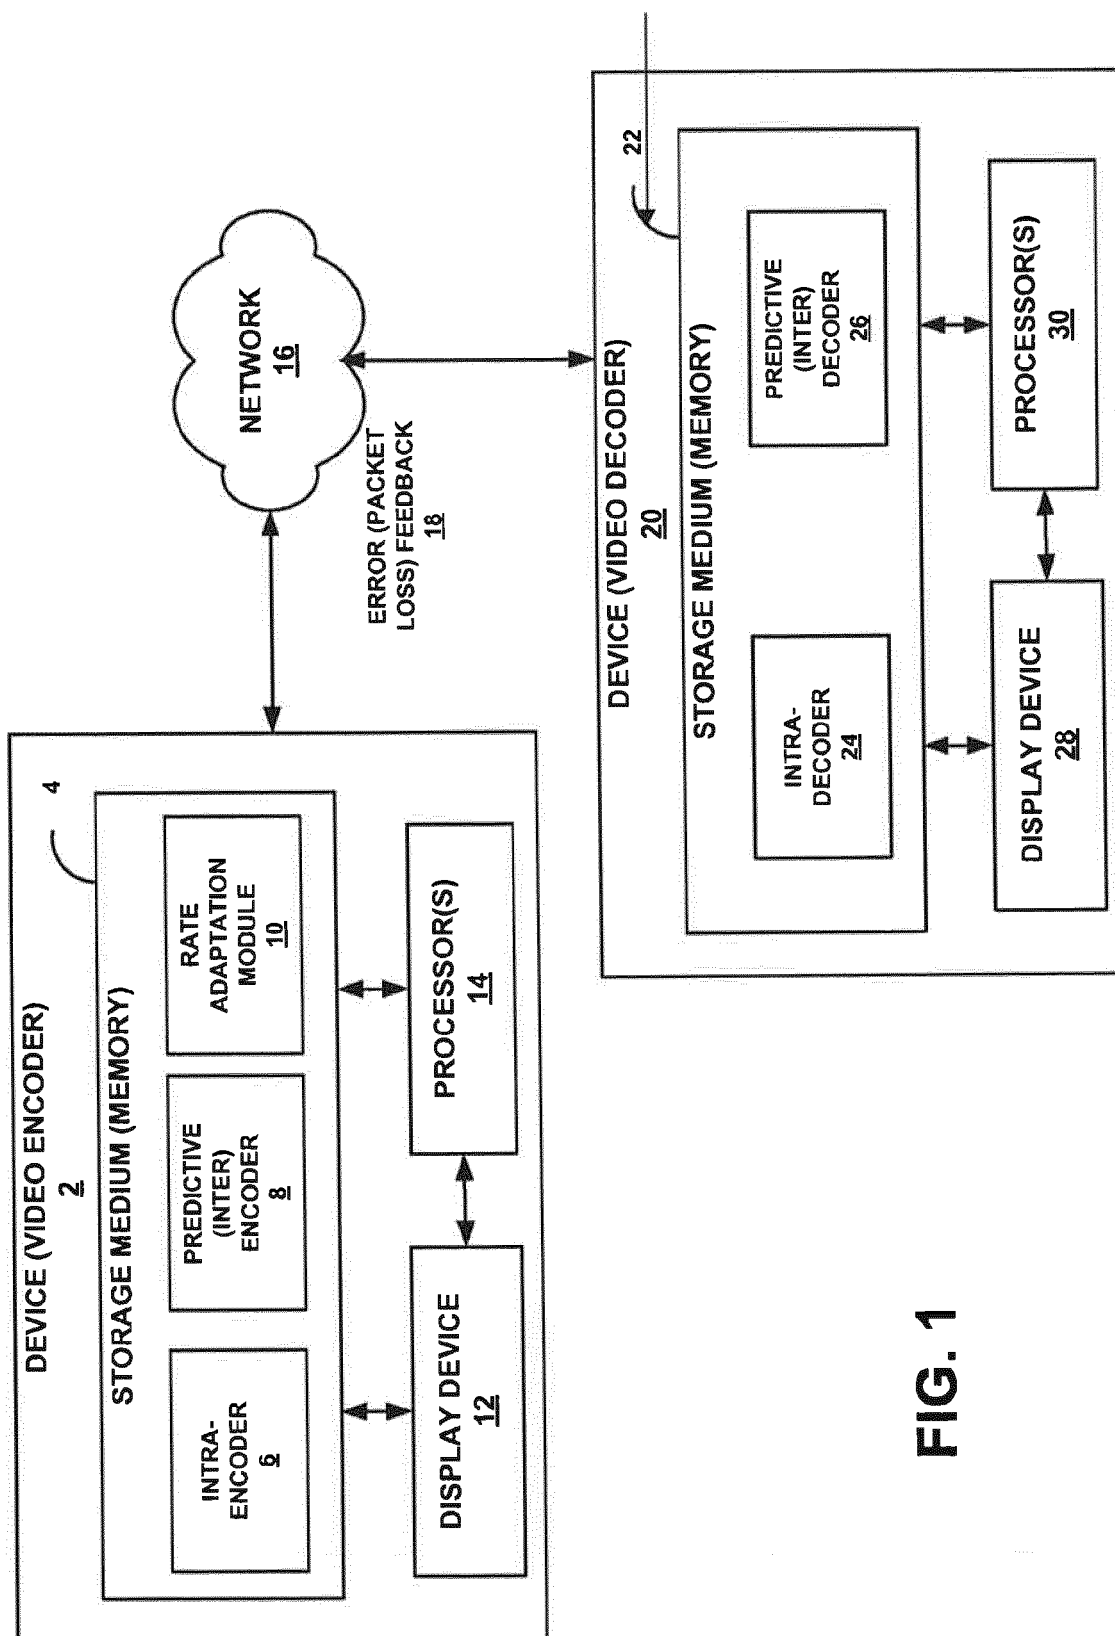 DEVICE (VIDEO ENCODER)
2
4
STORAGE MEDIUM (MEMORY)
INTRA-
ENCODER
6
PREDICTIVE
(INTER)
ENCODER
8
RATE
ADAPTATION
MODULE
10
DISPLAY DEVICE
12
PROCESSOR(S)
14
NETWORK
16
ERROR (PACKET
LOSS) FEEDBACK
18
DEVICE (VIDEO DECODER)
20
22
STORAGE MEDIUM (MEMORY)
INTRA-
DECODER
24
PREDICTIVE
(INTER)
DECODER
26
DISPLAY DEVICE
28
PROCESSOR(S)
30
FIG. 1